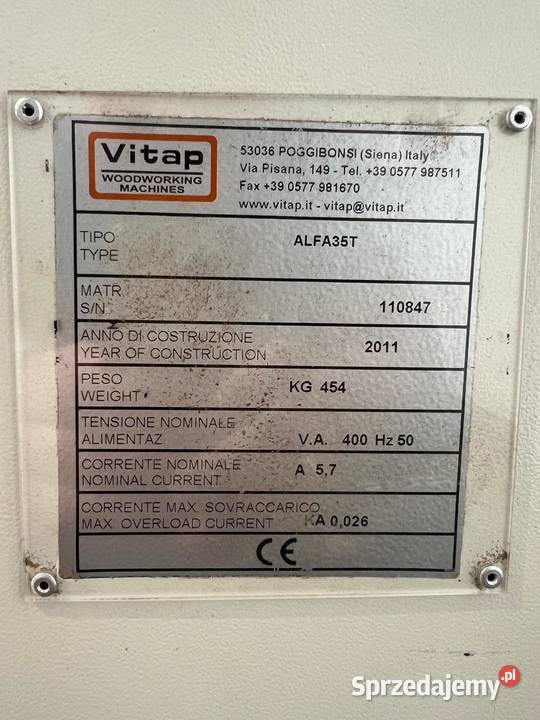 Vitap
WOODWORKING
MACHINES
53036 POGGIBONSI (Siena) Italy
Via Pisana, 149 - Tel. +39 0577 987511
Fax +39 0577 981670
www.vitap.it - vitap@vitap.it
TIPO
TYPE
ALFA35T
MATR.
S/N
110847
ANNO DI COSTRUZIONE
YEAR OF CONSTRUCTION
2011
PESO
WEIGHT
KG 454
TENSIONE NOMINALE
ALIMENTAZ.
V.A. 400 Hz 50
CORRENTE NOMINALE
NOMINAL CURRENT
A 5,7
CORRENTE MAX. SOVRACCARICO
MAX. OVERLOAD CURRENT
KA 0,026
CE
Sprzedajemy.pl